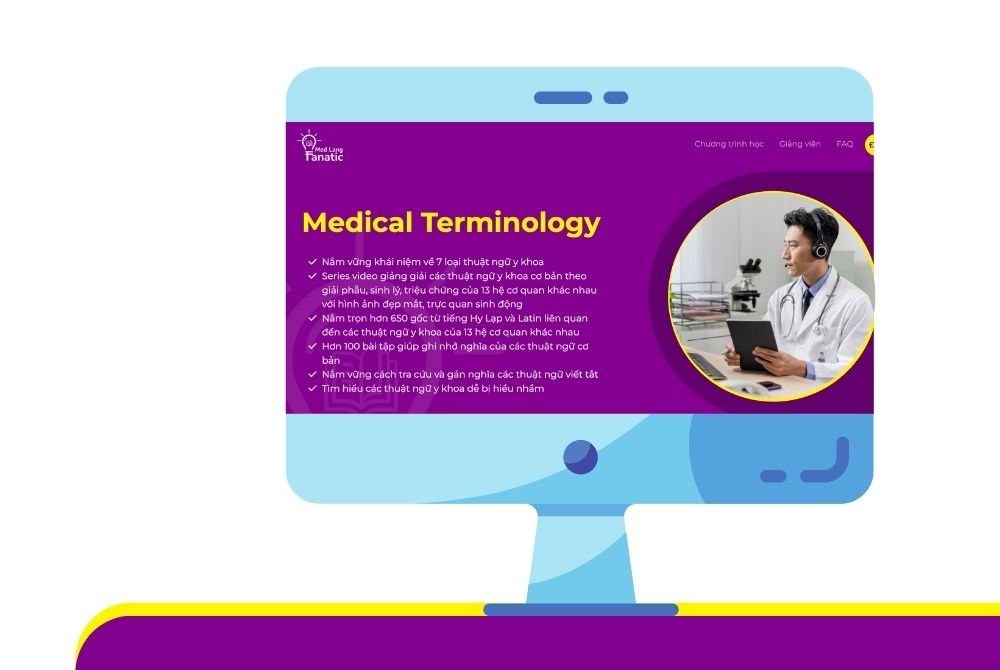 Med Lang
Fanatic
Chương trình học
Giảng viên
FAQ
Medical Terminology
Nắm vững khái niệm về 7 loại thuật ngữ y khoa
Series video giảng giải các thuật ngữ y khoa cơ bản theo
giải phẫu, sinh lý, triệu chứng của 13 hệ cơ quan khác nhau
với hình ảnh đẹp mắt, trực quan sinh động
Nắm trọn hơn 650 gốc từ tiếng Hy Lạp và Latin liên quan
đến các thuật ngữ y khoa của 13 hệ cơ quan khác nhau
Hơn 100 bài tập giúp ghi nhớ nghĩa của các thuật ngữ cơ
bản
Nắm vững cách tra cứu và gán nghĩa các thuật ngữ viết tắt
Tìm hiểu các thuật ngữ y khoa dễ bị hiểu nhầm